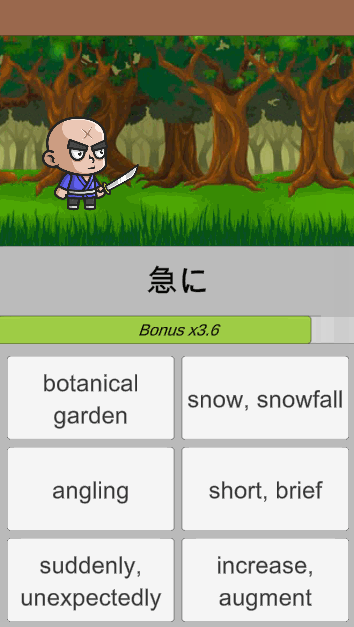 急に
Bonus x3.6
botanical
garden
snow, snowfall
angling
short, brief
suddenly,
unexpectedly
increase,
augment